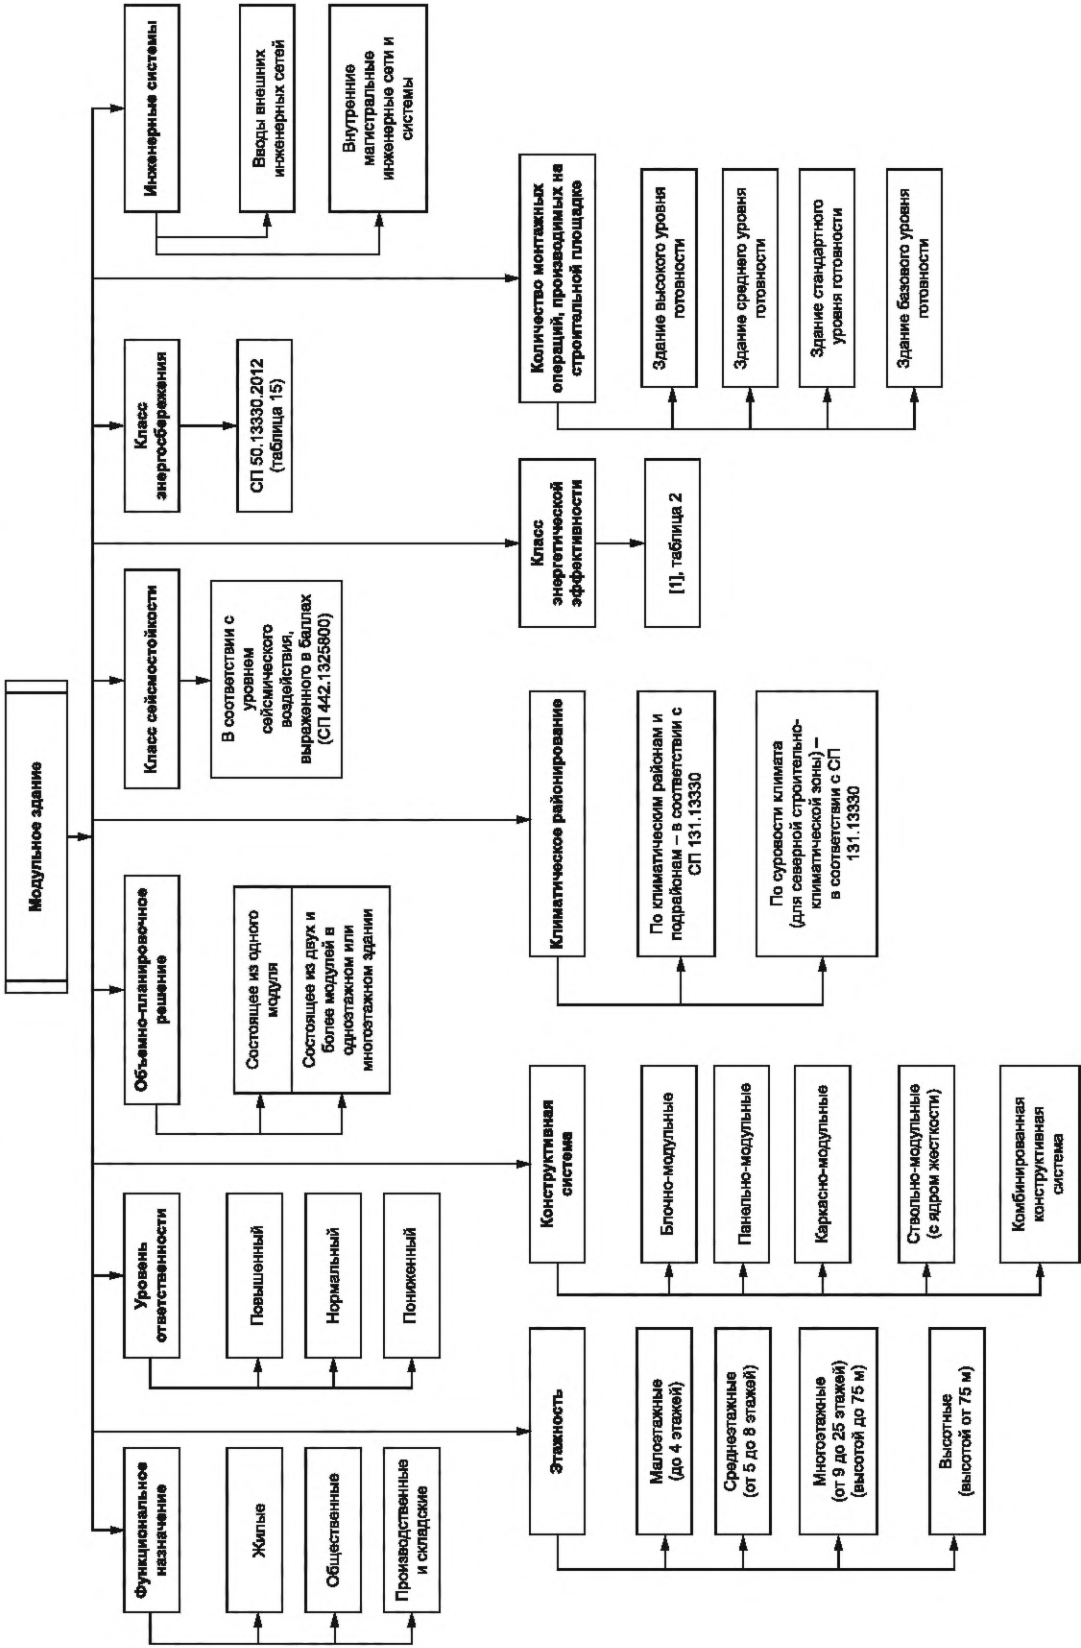 Модульное здание
Функциональное
назначение
Жилые
Общественные
Производственные
и складские
Уровень
ответственности
Повышенный
Нормальный
Пониженный
Объемно-планировочное
решение
Состоящее из одного
модуля
Состоящее из двух и
более модулей в
одноэтажном или
многоэтажном здании
Класс сейсмостойкости
В соответствии с
уровнем
сейсмического
воздействия,
выраженного в баллах
(СП 442.1325800)
Класс
энергосбережения
СП 50.13330.2012
(таблица 15)
Инженерные системы
Вводы внешних
инженерных сетей
Внутренние
магистральные
инженерные сети и
системы
Этажность
Малоэтажные
(до 4 этажей)
Среднеэтажные
(от 5 до 8 этажей)
Многоэтажные
(от 9 до 25 этажей)
(высотой до 75 м)
Высотные
(высотой от 75 м)
Конструктивная
система
Блочно-модульные
Панельно-модульные
Каркасно-модульные
Ствольно-модульные
(с ядром жесткости)
Комбинированная
конструктивная
система
Климатическое районирование
По климатическим районам и
подрайонам – в соответствии с
СП 131.13330
По суровости климата
(для северной строительно-
климатической зоны) –
в соответствии с СП
131.13330
Класс
энергетической
эффективности
[1], таблица 2
Количество монтажных
операций, производимых на
строительной площадке
Здание высокого уровня
готовности
Здание среднего уровня
готовности
Здание стандартного
уровня готовности
Здание базового уровня
готовности